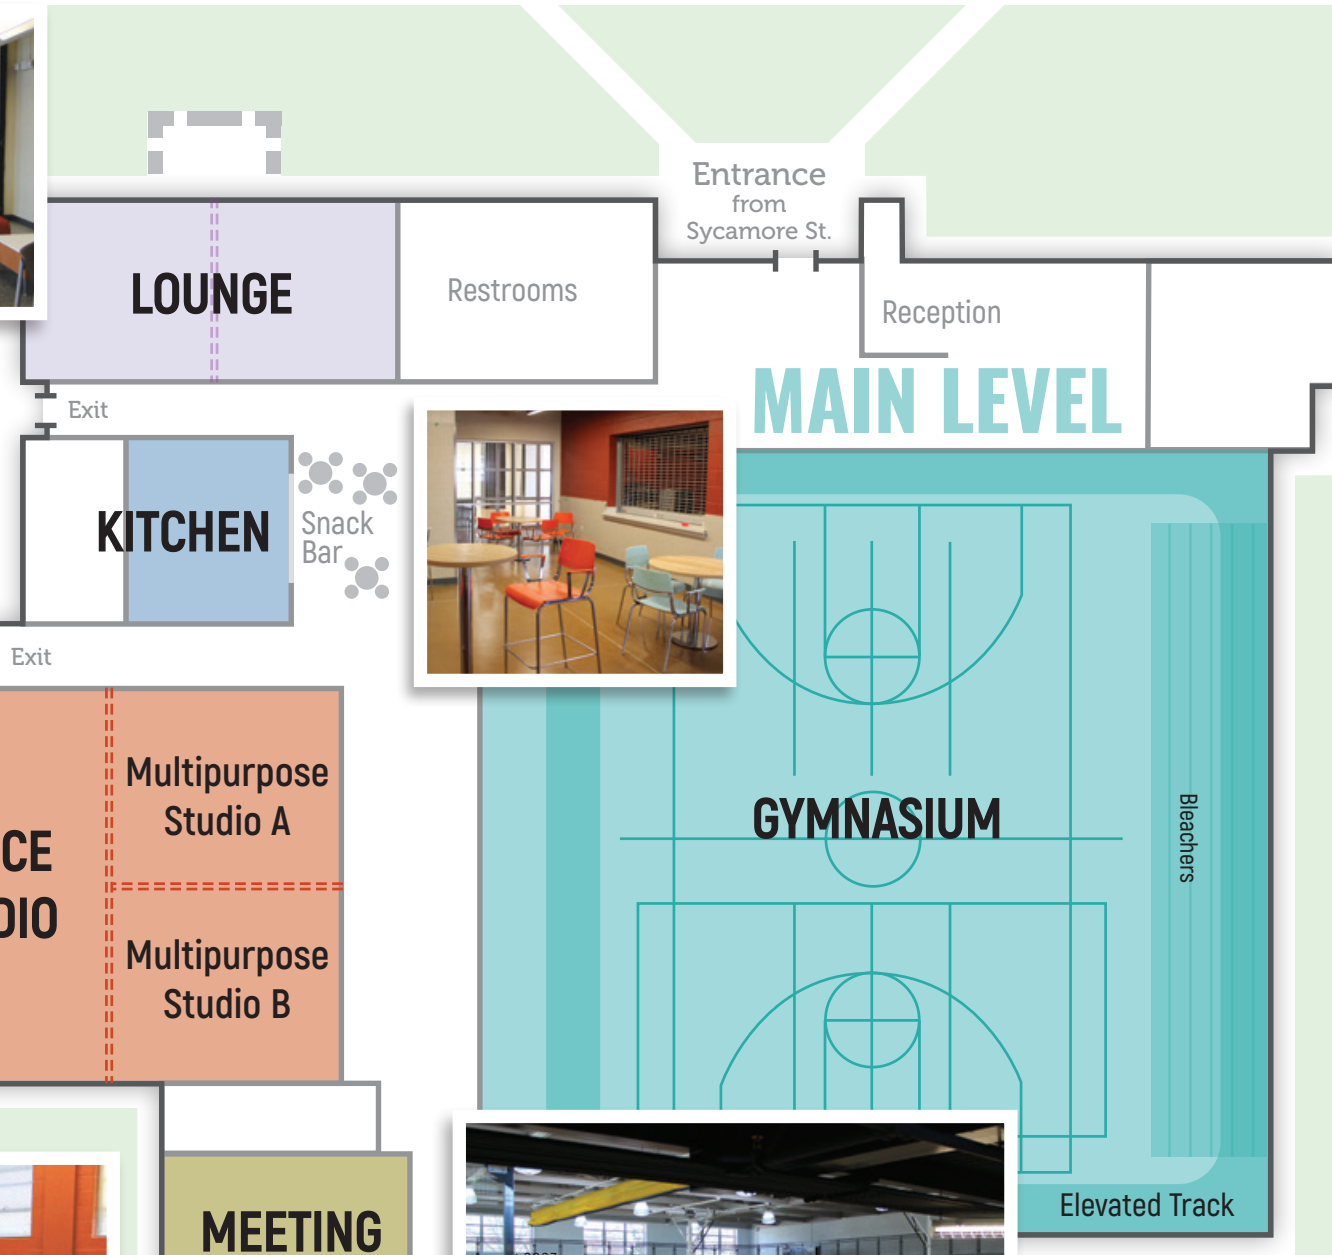 Entrance
from
Sycamore St.
LOUNGE
Restrooms
Reception
MAIN LEVEL
Exit
KITCHEN
Snack
Bar
Exit
Multipurpose
Studio A
GYMNASIUM
Bleachers
CE
DIO
Multipurpose
Studio B
Elevated Track
MEETING